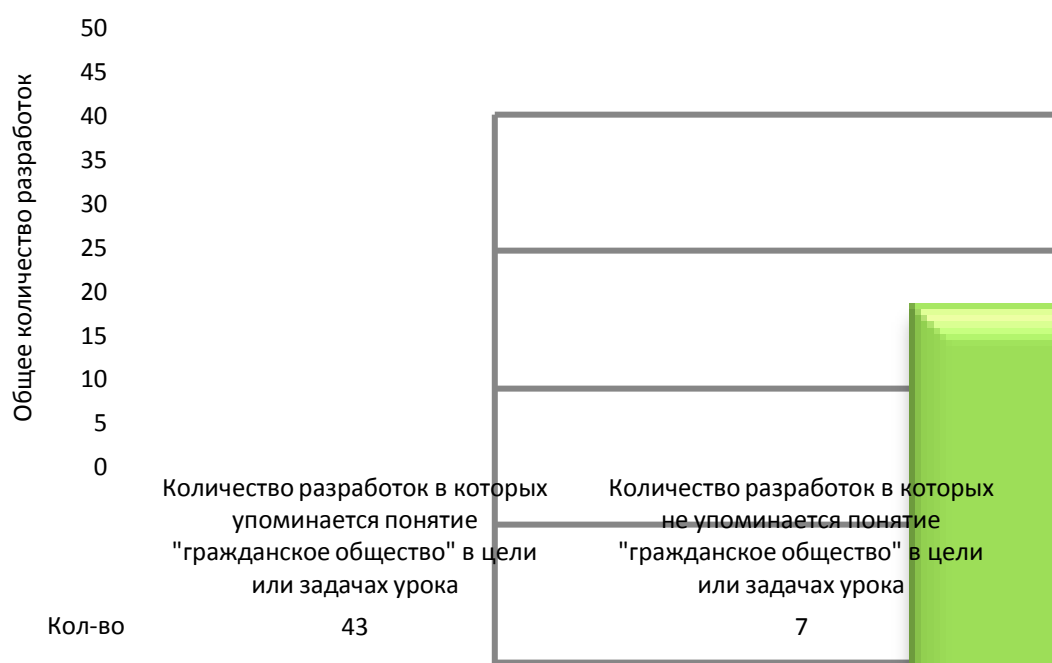 Общее количество разработок
50
45
40
35
30
25
20
15
10
5
0
Количество разработок в которых
упоминается понятие
"гражданское общество" в цели
или задачах урока
Количество разработок в которых
не упоминается понятие
"гражданское общество" в цели
или задачах урока
Кол-во 43 7